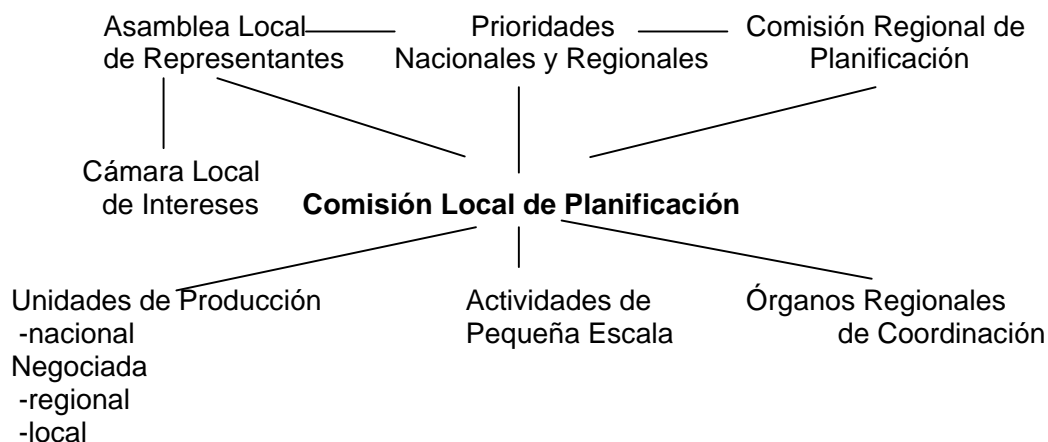 Asamblea Local
de Representantes
Prioridades
Nacionales y Regionales
Comisión Regional de
Planificación
Cámara Local
de Intereses
Comisión Local de Planificación
Unidades de Producción
-nacional
Negociada
-regional
-local
Actividades de
Pequeña Escala
Órganos Regionales
de Coordinación